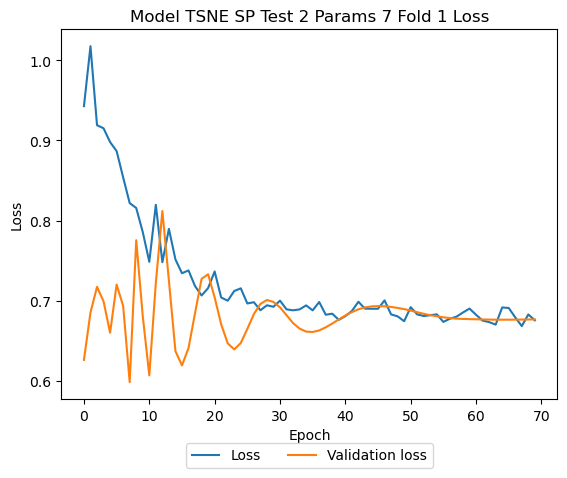 Model TSNE SP Test 2 Params 7 Fold 1 Loss
1.0
0.9
0.8
0.7
0.6
Loss
0 10 20 30 40 50 60 70
Epoch
Loss Validation loss